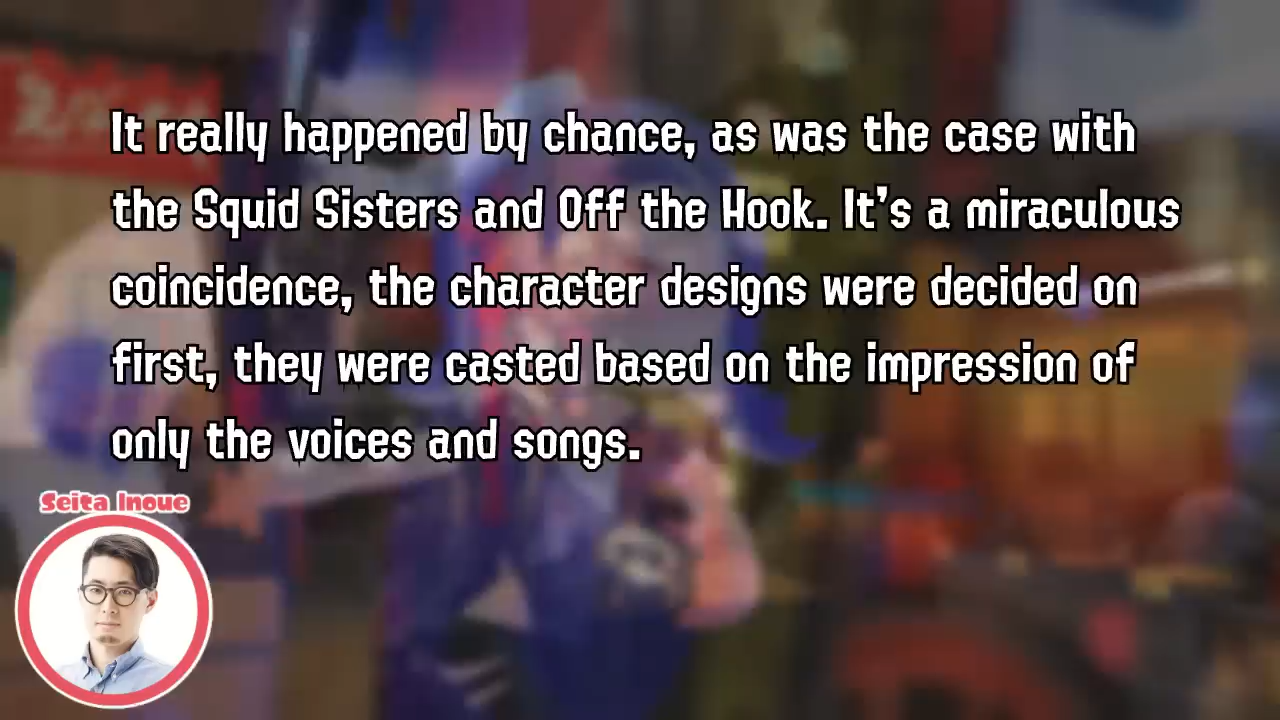 It really happened by chance, as was the case with
the Squid Sisters and Off the Hook. It's a miraculous
coincidence, the character designs were decided on
first, they were casted based on the impression of
only the voices and songs.
Seita Inoue